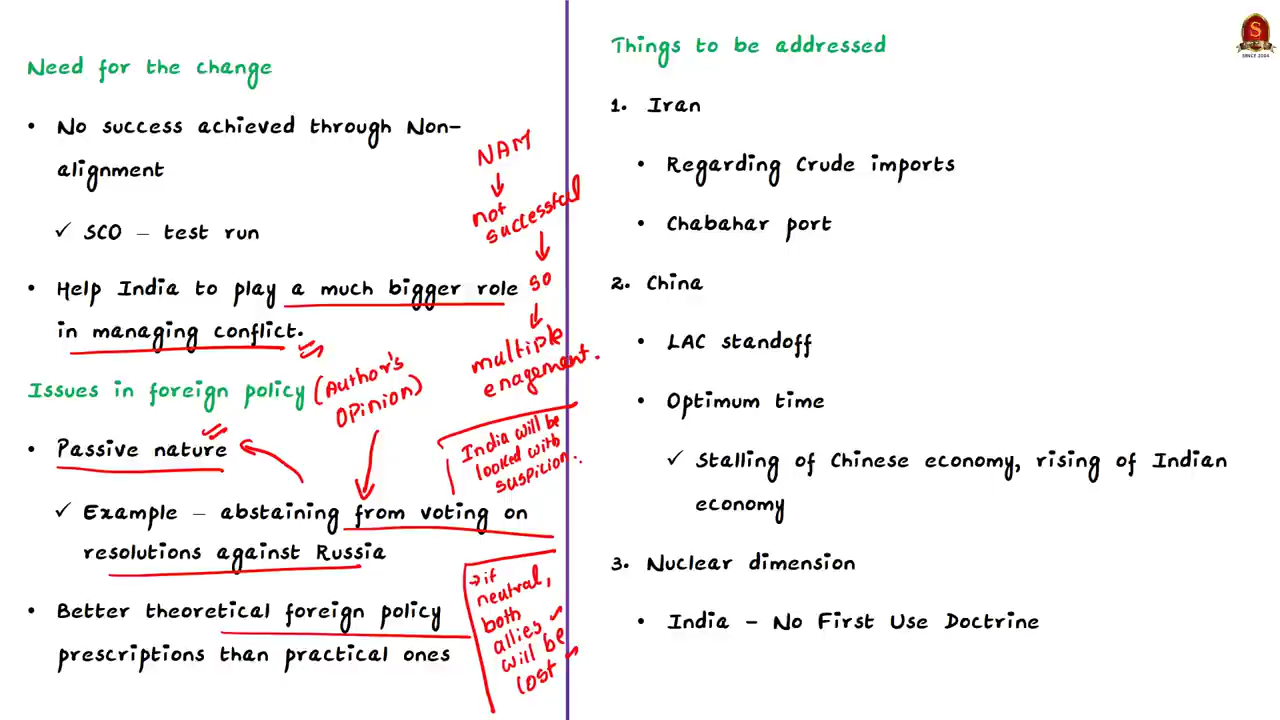 Need for the change
• No success achieved through Non-
alignment
✓ SCO – test run
• Help India to play a much bigger role
in managing conflict.
NAM
↓
not
successful
↓
so
↓
multiple
enagement.
Issues in foreign policy
(Author's
opinion)
• Passive nature
✓ Example – abstaining from voting on
resolutions against Russia
India will be
looked with
suspicion.
• Better theoretical foreign policy
prescriptions than practical ones
→ if
neutral,
both
allies
will be
lost
Things to be addressed
1. Iran
• Regarding Crude imports
• Chabahar port
2. China
• LAC standoff
• Optimum time
✓ Stalling of Chinese economy, rising of Indian
economy
3. Nuclear dimension
• India – No First Use Doctrine
S
SINCE 2004